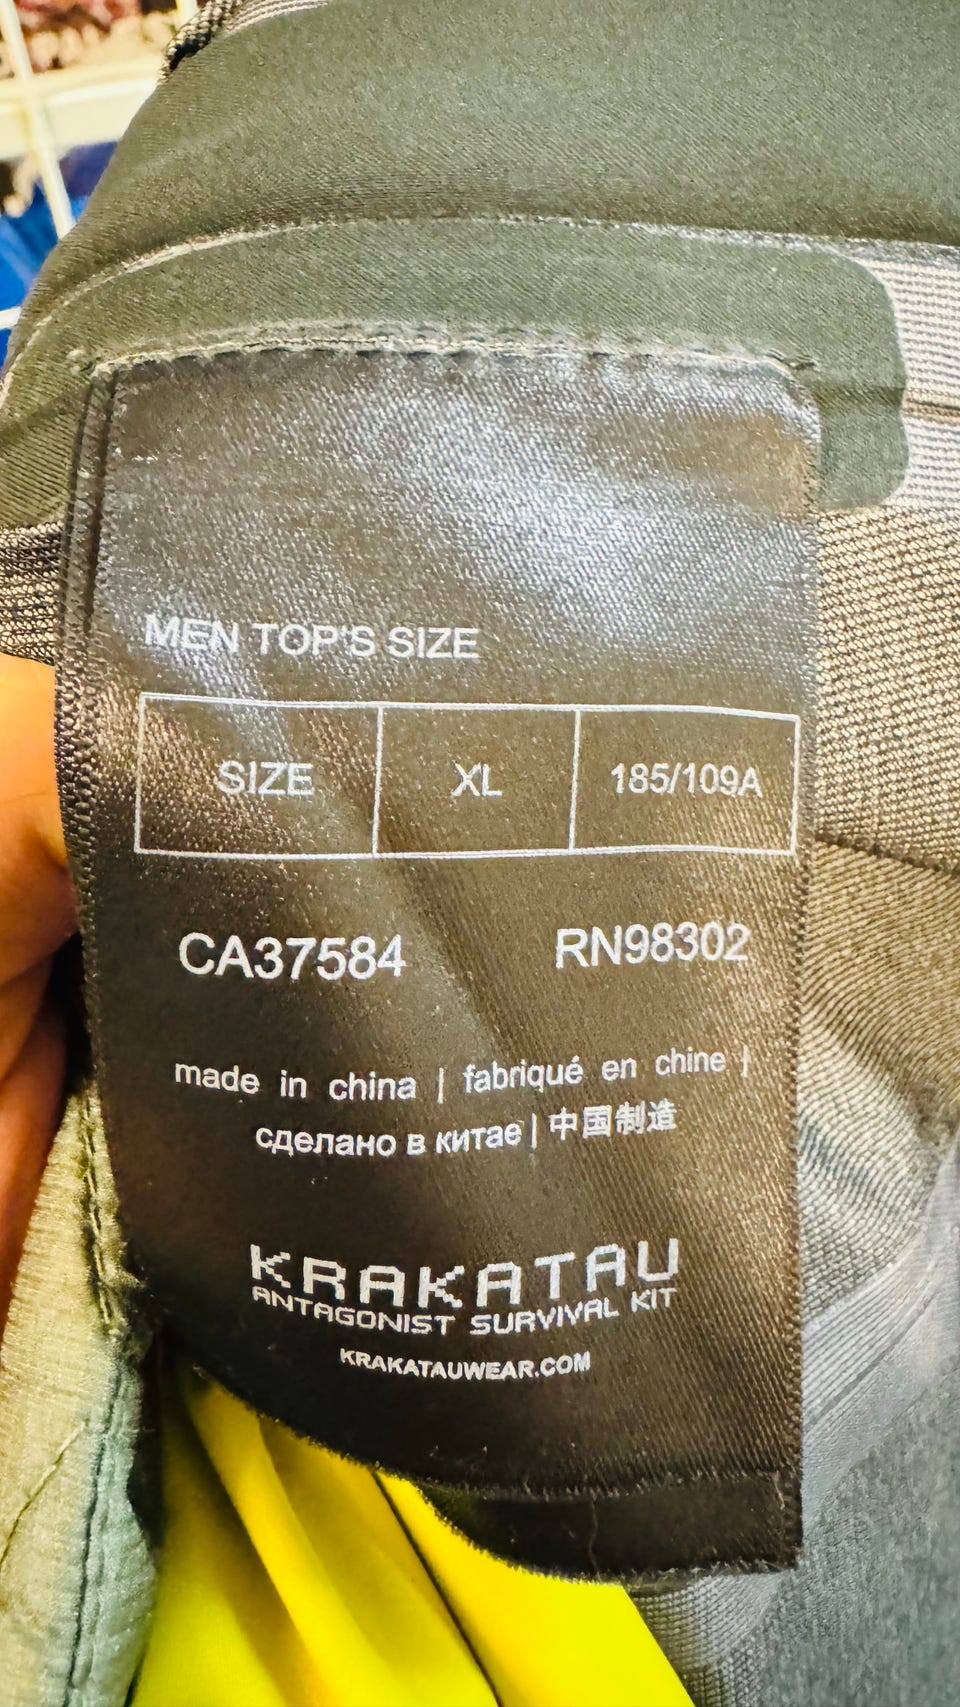 MEN TOP'S SIZE
SIZE XL 185/109A
CA37584 RN98302
made in china | fabriqué en chine |
сделано в китае | 中国制造
KRAKATAU
ANTAGONIST SURVIVAL KIT
KRAKATAUWEAR.COM